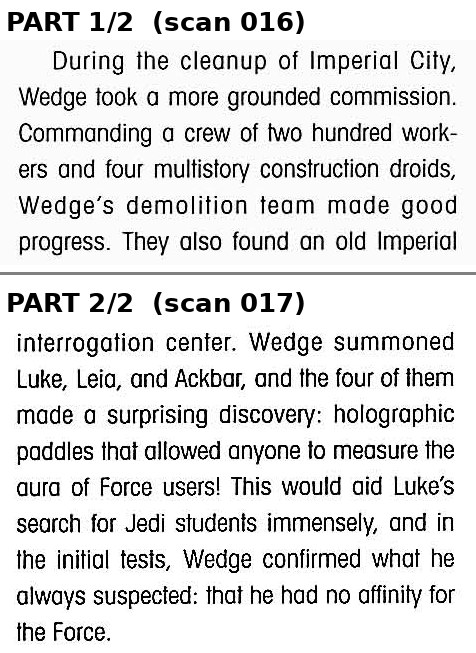 PART 1/2 (scan 016)
During the cleanup of Imperial City,
Wedge took a more grounded commission.
Commanding a crew of two hundred work-
ers and four multistory construction droids,
Wedge's demolition team made good
progress. They also found an old Imperial
PART 2/2 (scan 017)
interrogation center. Wedge summoned
Luke, Leia, and Ackbar, and the four of them
made a surprising discovery: holographic
paddles that allowed anyone to measure the
aura of Force users! This would aid Luke's
search for Jedi students immensely, and in
the initial tests, Wedge confirmed what he
always suspected: that he had no affinity for
the Force.